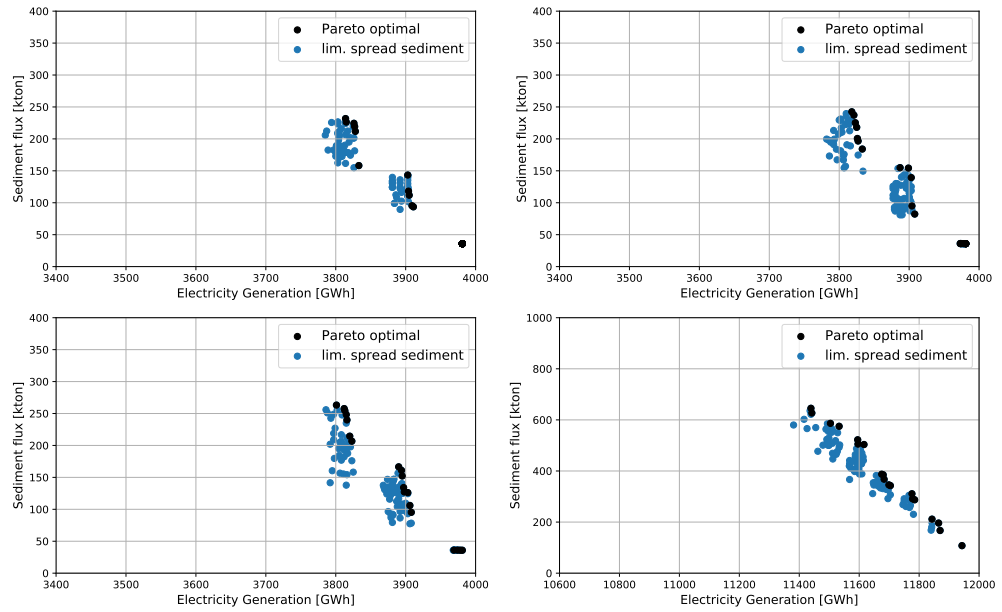 400
350
300
250
200
150
100
50
0
Sediment flux [kton]
Pareto optimal
lim. spread sediment
3400 3500 3600 3700 3800 3900 4000
Electricity Generation [GWh]
400
350
300
250
200
150
100
50
0
Sediment flux [kton]
Pareto optimal
lim. spread sediment
3400 3500 3600 3700 3800 3900 4000
Electricity Generation [GWh]
400
350
300
250
200
150
100
50
0
Sediment flux [kton]
Pareto optimal
lim. spread sediment
3400 3500 3600 3700 3800 3900 4000
Electricity Generation [GWh]
1000
800
600
400
200
0
Sediment flux [kton]
Pareto optimal
lim. spread sediment
10600 10800 11000 11200 11400 11600 11800 12000
Electricity Generation [GWh]